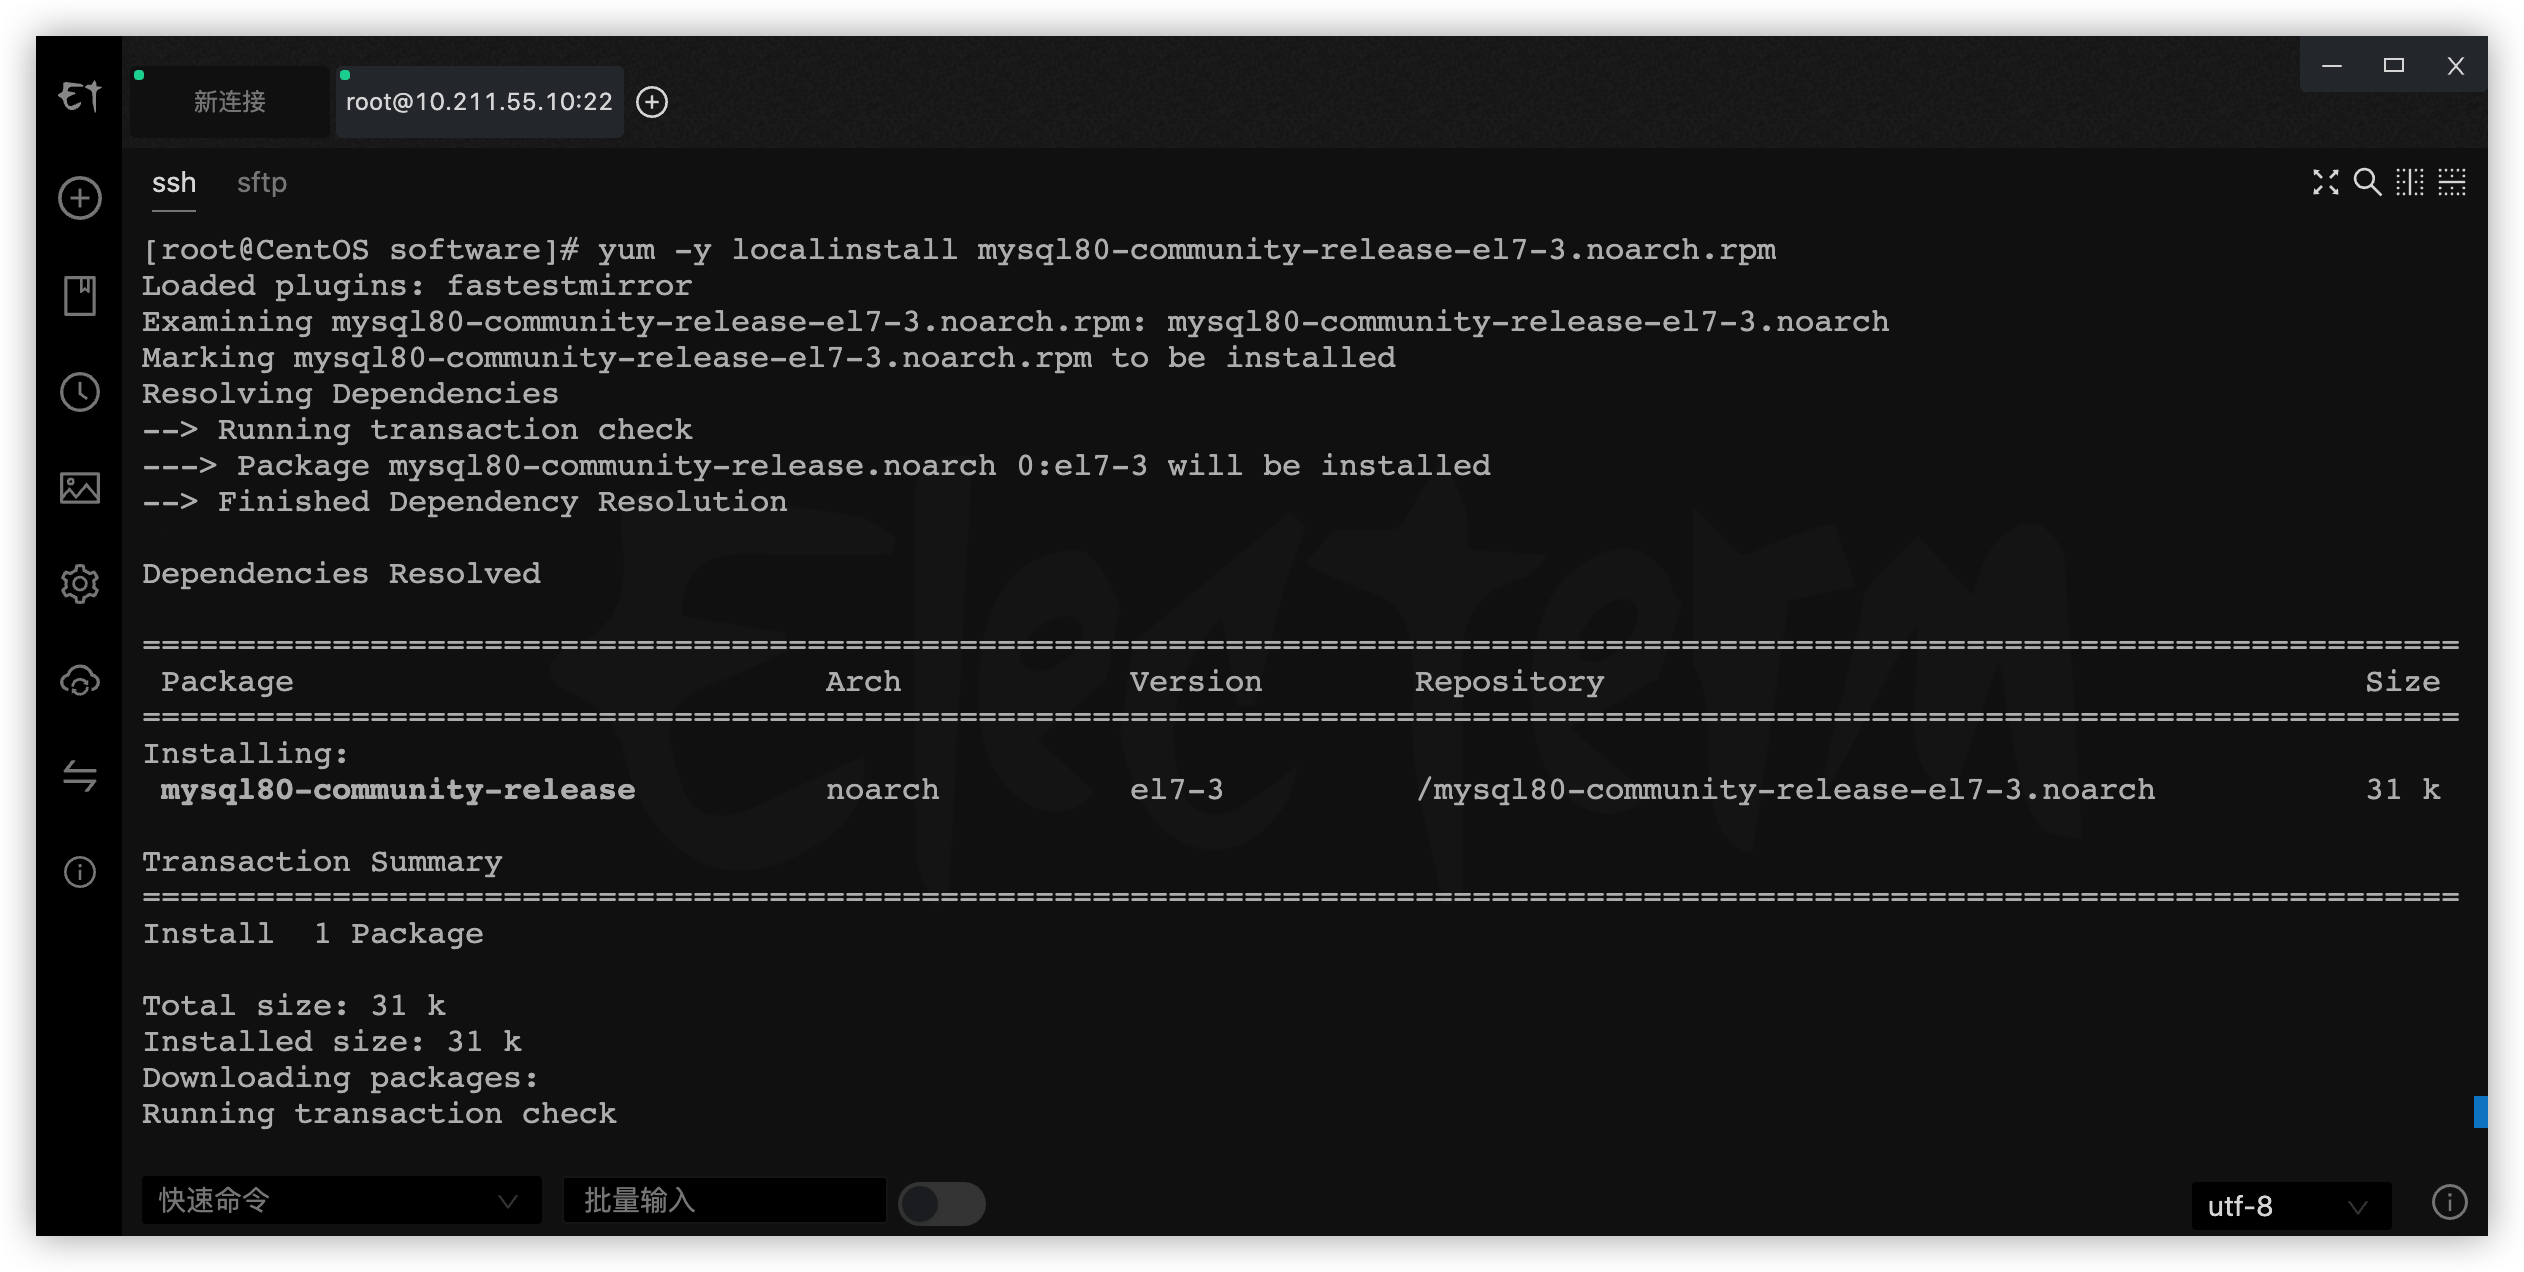 新连接
root@10.211.55.10:22
ssh sftp
[root@CentOS software]# yum -y localinstall mysql80-community-release-el7-3.noarch.rpm
Loaded plugins: fastestmirror
Examining mysql80-community-release-el7-3.noarch.rpm: mysql80-community-release-el7-3.noarch
Marking mysql80-community-release-el7-3.noarch.rpm to be installed
Resolving Dependencies
--> Running transaction check
---> Package mysql80-community-release.noarch 0:el7-3 will be installed
--> Finished Dependency Resolution
Dependencies Resolved
================================================================================
Package Arch Version Repository Size
================================================================================
Installing:
mysql80-community-release noarch el7-3 /mysql80-community-release-el7-3.noarch 31 k
Transaction Summary
================================================================================
Install  1 Package
Total size: 31 k
Installed size: 31 k
Downloading packages:
Running transaction check
Electerm
快速命令 批量输入 utf-8